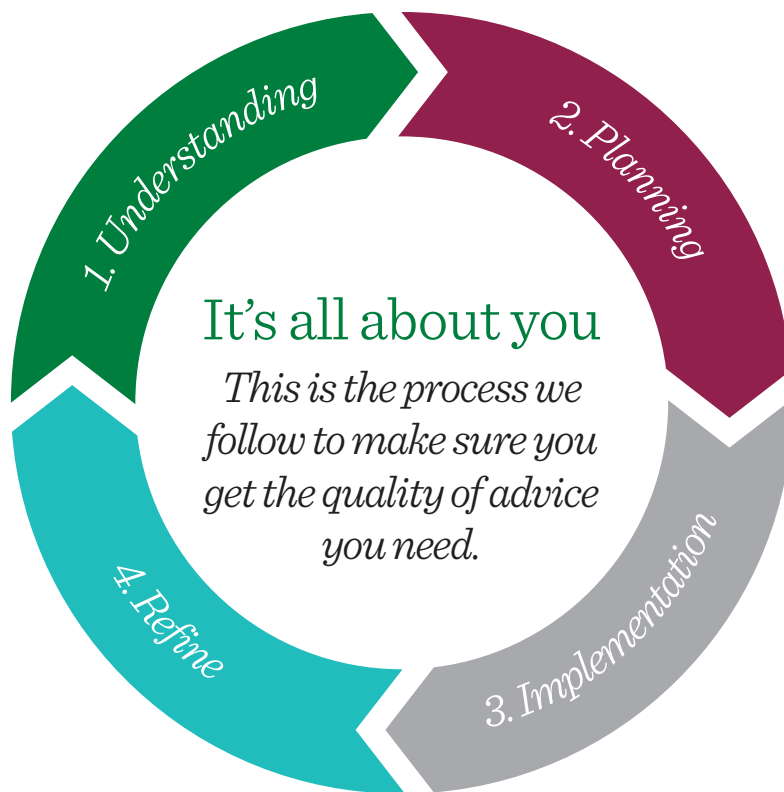 1. Understanding
2. Planning
It’s all about you
This is the process we
follow to make sure you
get the quality of advice
you need.
3. Implementation
4. Refine